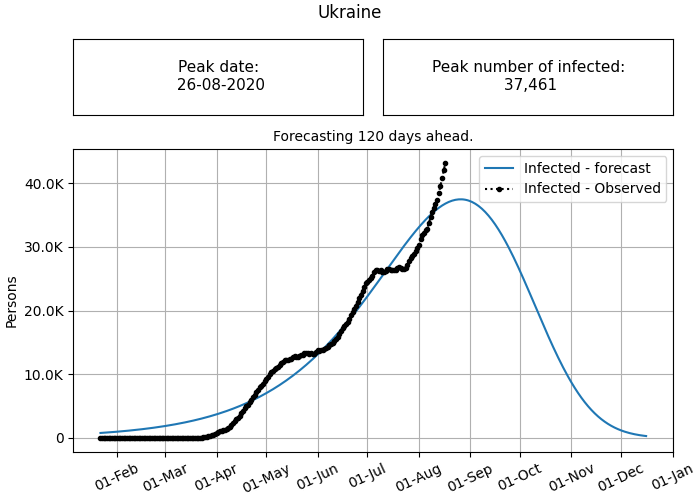 Ukraine
Peak date:
26-08-2020
Peak number of infected:
37,461
Forecasting 120 days ahead.
Infected - forecast
Infected - Observed
Persons
40.0K
30.0K
20.0K
10.0K
0
01-Feb
01-Mar
01-Apr
01-May
01-Jun
01-Jul
01-Aug
01-Sep
01-Oct
01-Nov
01-Dec
01-Jan